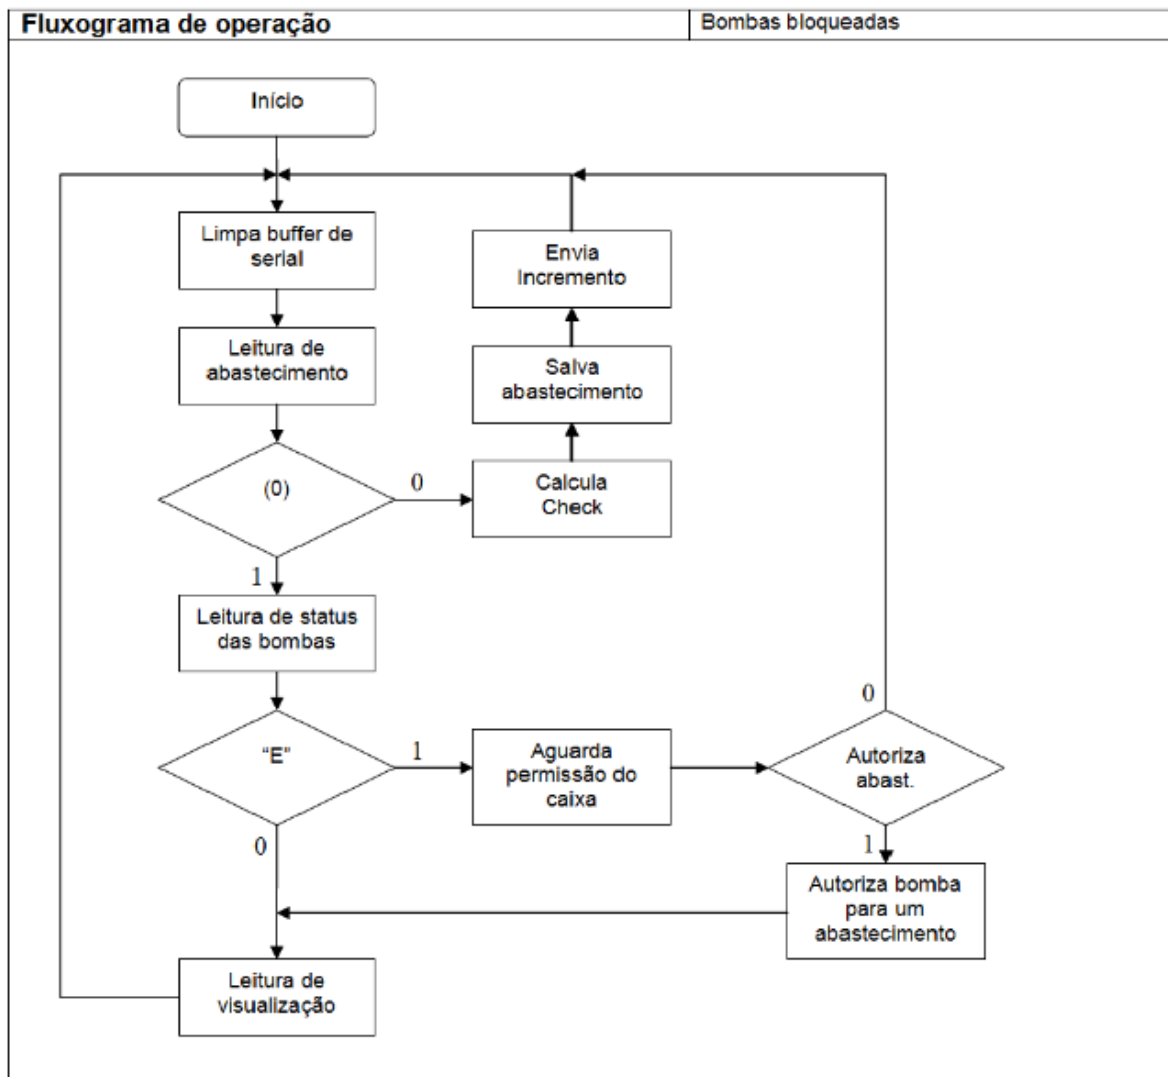 Fluxograma de operação
Bombas bloqueadas
Início
Limpa buffer de
serial
Envia
Incremento
Leitura de
abastecimento
Salva
abastecimento
(0)
0
Calcula
Check
1
Leitura de status
das bombas
0
“E”
1
Aguarda
permissão do
caixa
Autoriza
abast.
0
1
Autoriza bomba
para um
abastecimento
Leitura de
visualização